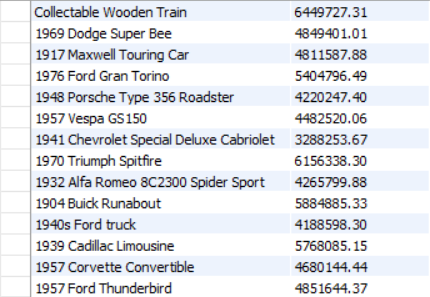 Collectable Wooden Train 6449727.31
1969 Dodge Super Bee 4849401.01
1917 Maxwell Touring Car 4811587.88
1976 Ford Gran Torino 5404796.49
1948 Porsche Type 356 Roadster 4220247.40
1957 Vespa GS150 4482520.06
1941 Chevrolet Special Deluxe Cabriolet 3288253.67
1970 Triumph Spitfire 6156338.30
1932 Alfa Romeo 8C2300 Spider Sport 4265799.88
1904 Buick Runabout 5884885.33
1940s Ford truck 4188598.30
1939 Cadillac Limousine 5768085.15
1957 Corvette Convertible 4680144.44
1957 Ford Thunderbird 4851644.37